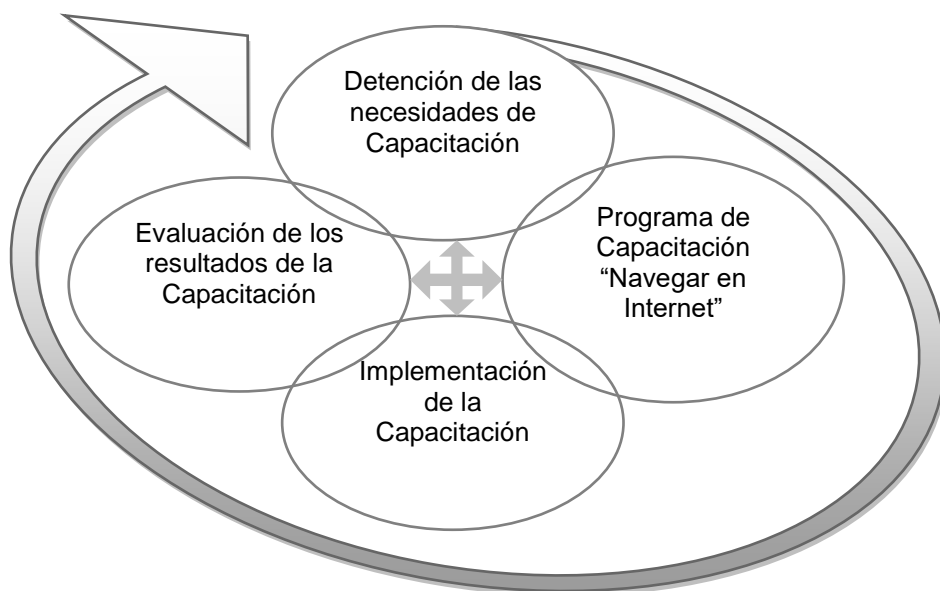 Detención de las
necesidades de
Capacitación
Programa de
Capacitación
“Navegar en
Internet”
Evaluación de los
resultados de la
Capacitación
Implementación
de la
Capacitación